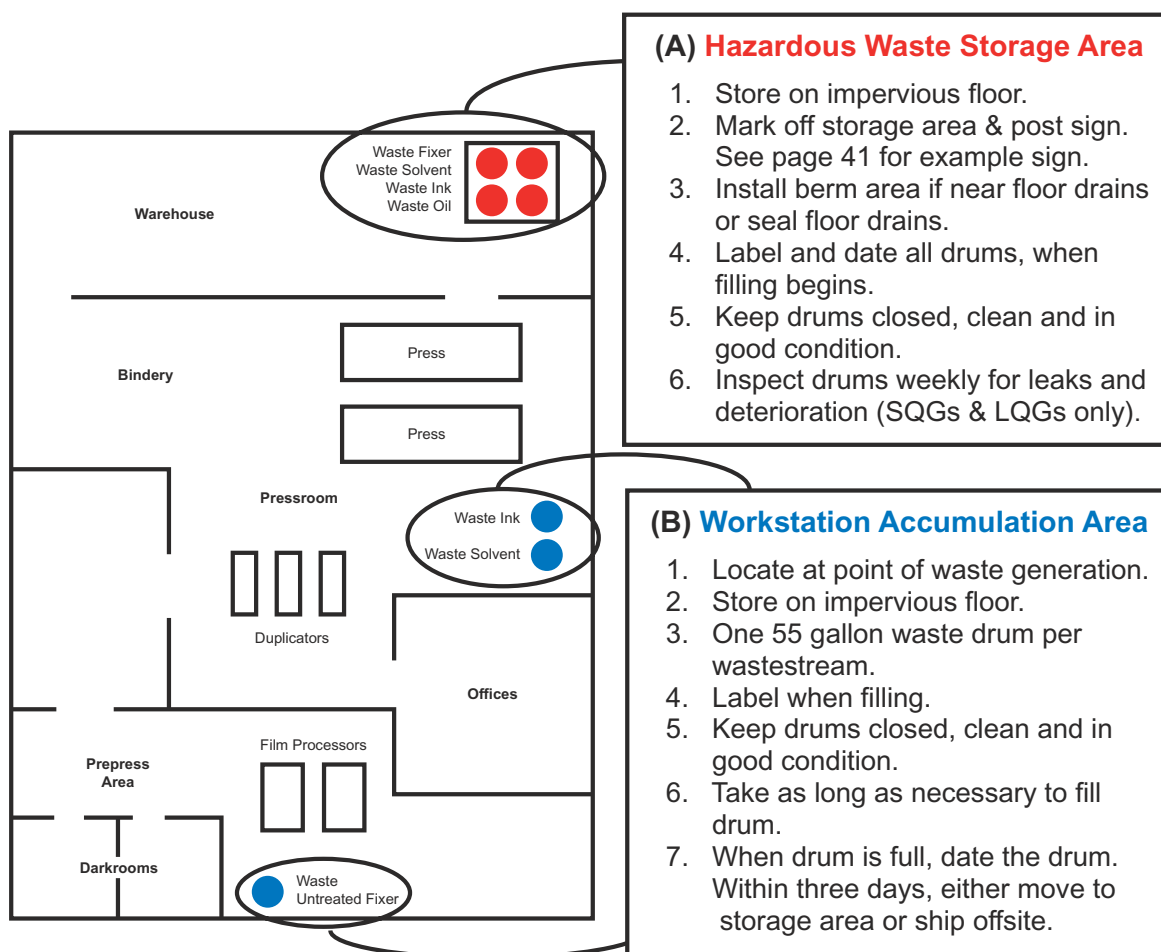 (A) Hazardous Waste Storage Area
1. Store on impervious floor.
2. Mark off storage area & post sign.
See page 41 for example sign.
3. Install berm area if near floor drains
or seal floor drains.
4. Label and date all drums, when
filling begins.
5. Keep drums closed, clean and in
good condition.
6. Inspect drums weekly for leaks and
deterioration (SQGs & LQGs only).
Waste Fixer
Waste Solvent
Waste Ink
Waste Oil
Warehouse
Press
Bindery
Press
Pressroom
Waste Ink
Waste Solvent
Duplicators
Offices
Film Processors
Prepress
Area
Darkrooms
Waste
Untreated Fixer
(B) Workstation Accumulation Area
1. Locate at point of waste generation.
2. Store on impervious floor.
3. One 55 gallon waste drum per
wastestream.
4. Label when filling.
5. Keep drums closed, clean and in
good condition.
6. Take as long as necessary to fill
drum.
7. When drum is full, date the drum.
Within three days, either move to
storage area or ship offsite.